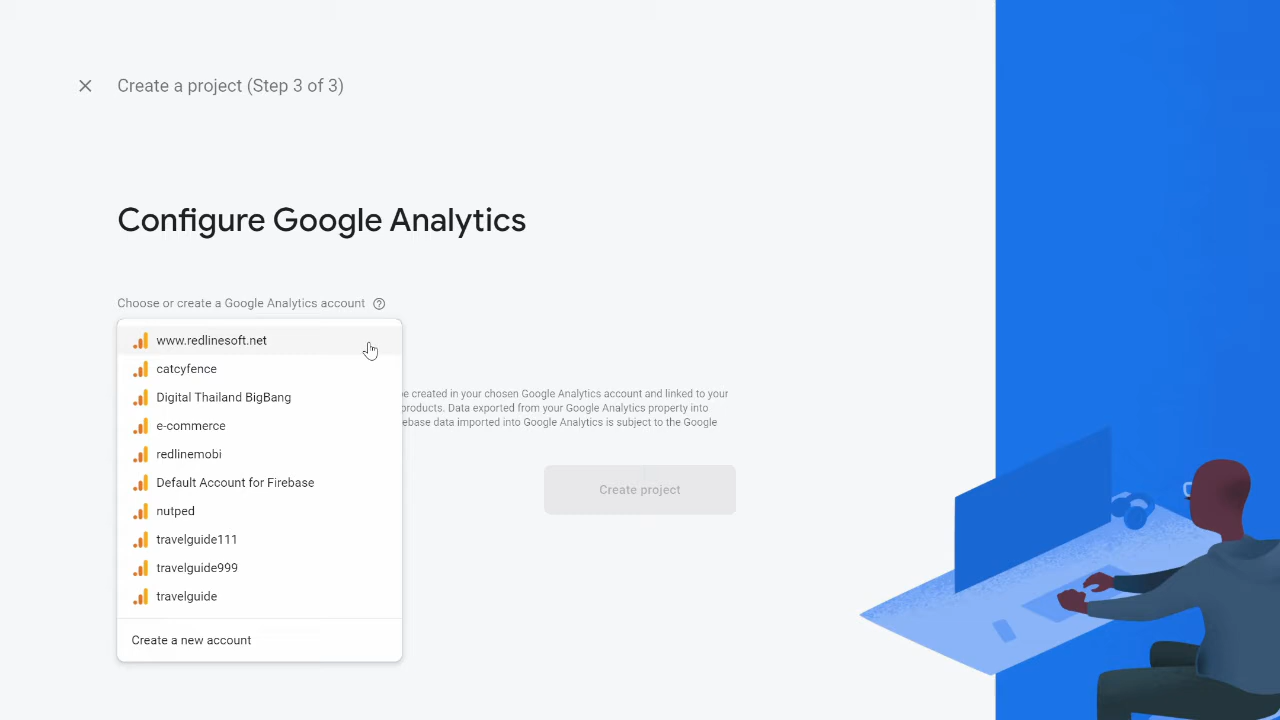 Create a project (Step 3 of 3)
Configure Google Analytics
Choose or create a Google Analytics account
www.redlinesoft.net
catcyfence
Digital Thailand BigBang
e-commerce
redlinemobi
Default Account for Firebase
nutped
travelguide111
travelguide999
travelguide
Create a new account
created in your chosen Google Analytics account and linked to your
products. Data exported from your Google Analytics property into
data imported into Google Analytics is subject to the Google
Create project